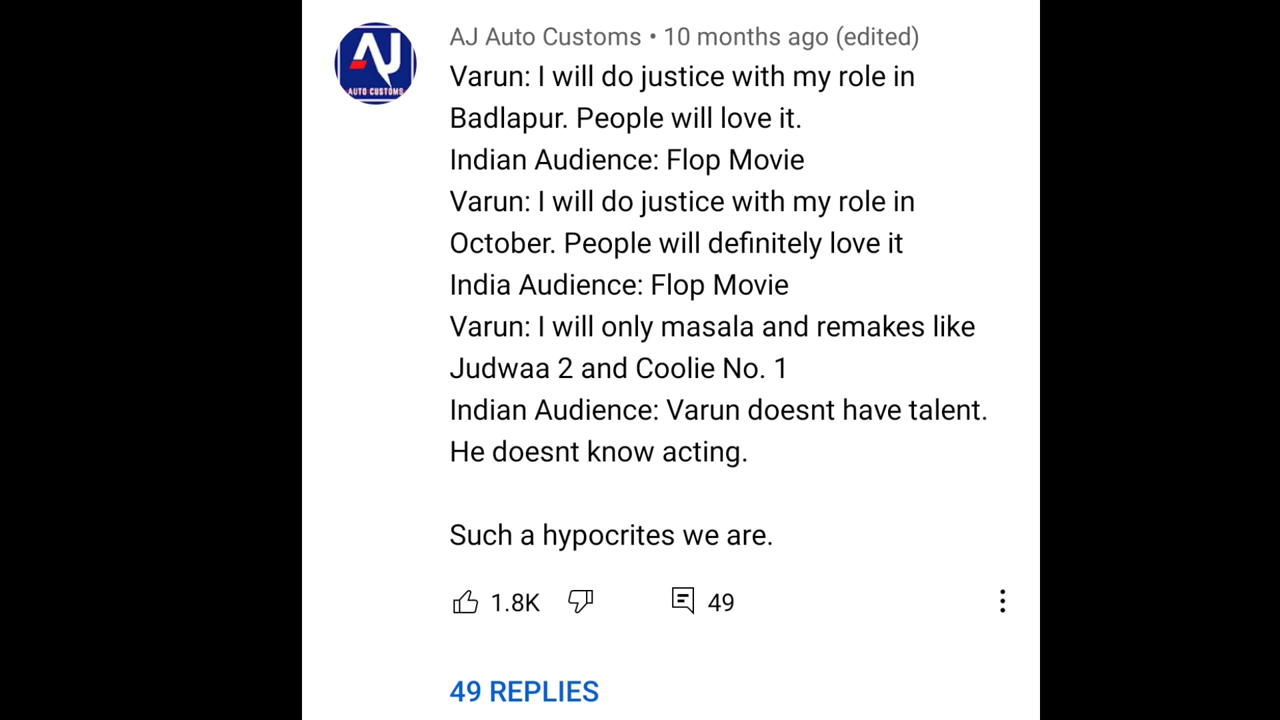 AJ
AUTO CUSTOMS
AJ Auto Customs • 10 months ago (edited)
Varun: I will do justice with my role in
Badlapur. People will love it.
Indian Audience: Flop Movie
Varun: I will do justice with my role in
October. People will definitely love it
India Audience: Flop Movie
Varun: I will only masala and remakes like
Judwaa 2 and Coolie No. 1
Indian Audience: Varun doesnt have talent.
He doesnt know acting.
Such a hypocrites we are.
1.8K 49
49 REPLIES